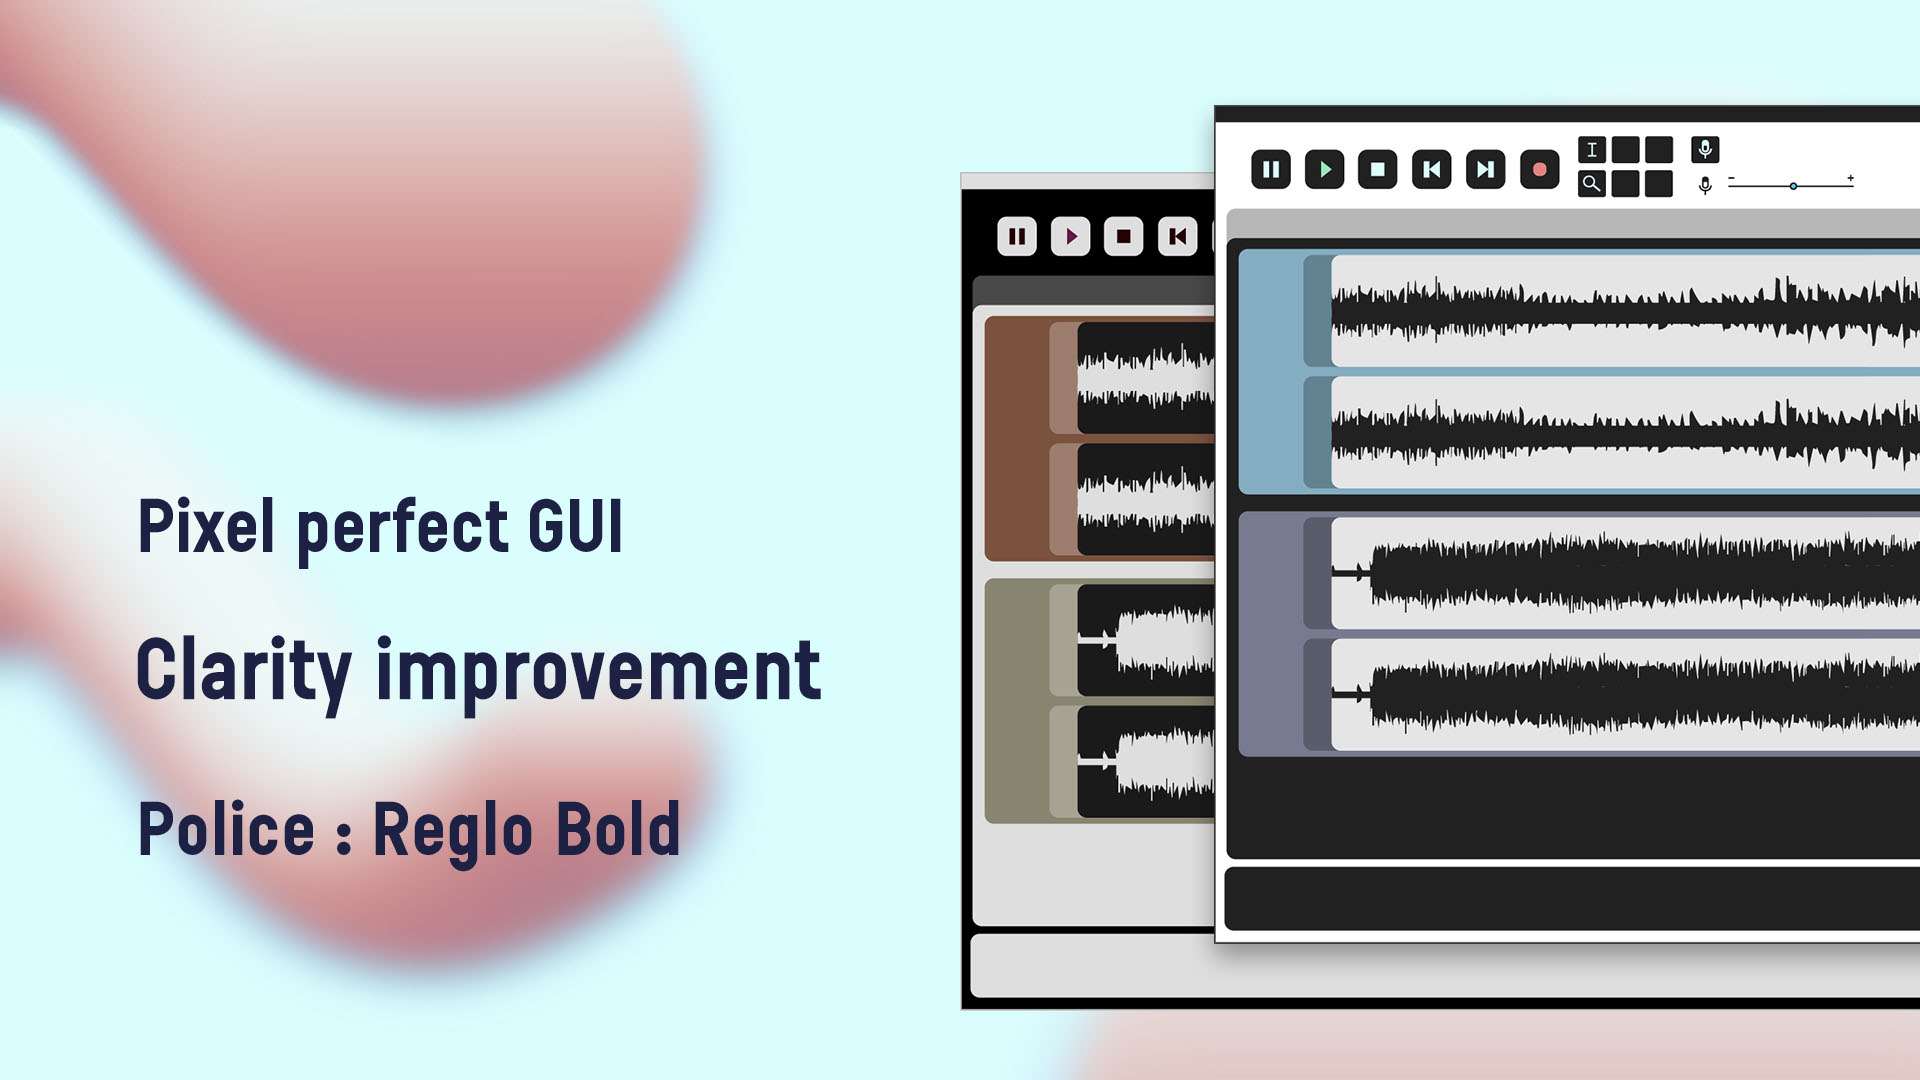 Pixel perfect GUI
Clarity improvement
Police : Reglo Bold